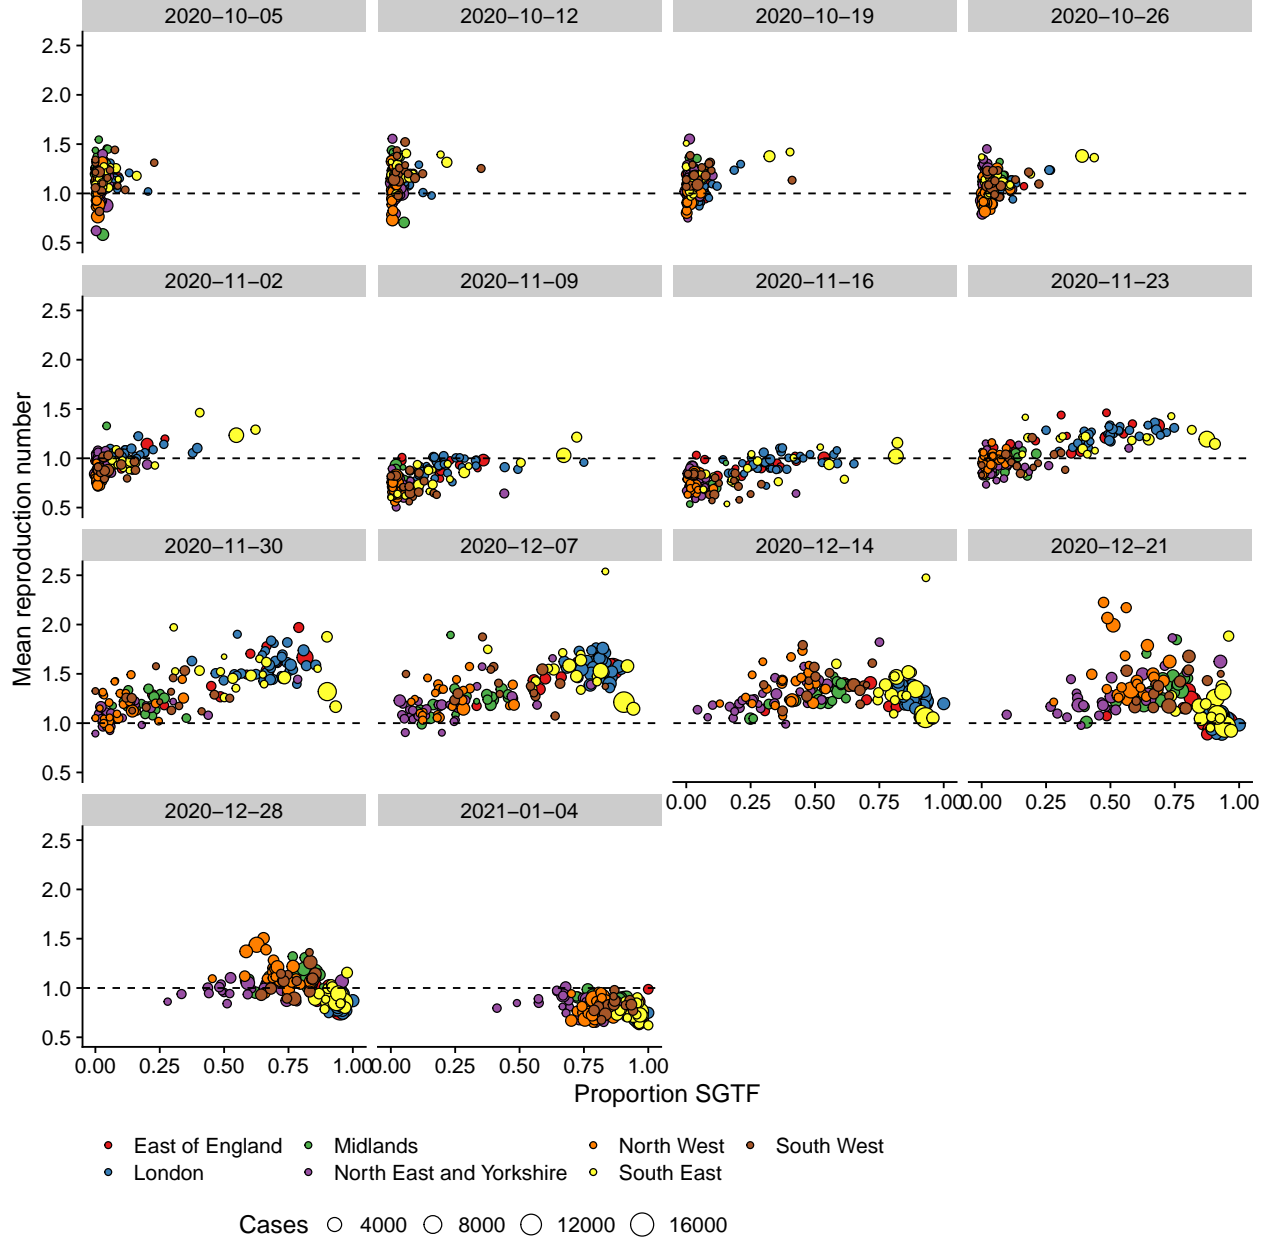 2020−10−05 2020−10−12 2020−10−19 2020−10−26
2.5
2.0
1.5
1.0
0.5
2020−11−02 2020−11−09 2020−11−16 2020−11−23
2.5
2.0
1.5
1.0
0.5
Mean reproduction number
2020−11−30 2020−12−07 2020−12−14 2020−12−21
2.5
2.0
1.5
1.0
0.5
0.00 0.25 0.50 0.75 1.00 0.00 0.25 0.50 0.75 1.00
2020−12−28 2021−01−04
2.5
2.0
1.5
1.0
0.5
0.00 0.25 0.50 0.75 1.00 0.00 0.25 0.50 0.75 1.00
Proportion SGTF
East of England Midlands North West South West
London North East and Yorkshire South East
Cases 4000 8000 12000 16000